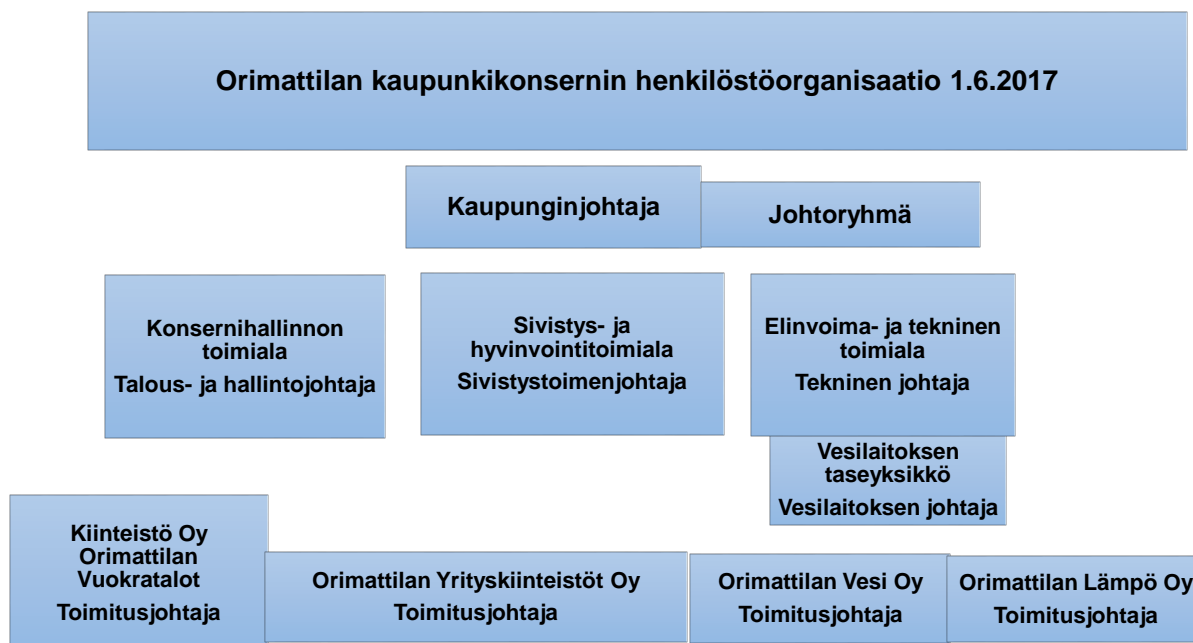 Orimattilan kaupunkikonsernin henkilöstöorganisaatio 1.6.2017
Kaupunginjohtaja
Johtoryhmä
Konsernihallinnon
toimiala
Talous- ja hallintojohtaja
Sivistys- ja
hyvinvointitoimiala
Sivistystoimenjohtaja
Elinvoima- ja tekninen
toimiala
Tekninen johtaja
Vesilaitoksen
taseyksikkö
Vesilaitoksen johtaja
Kiinteistö Oy
Orimattilan
Vuokratalot
Toimitusjohtaja
Orimattilan Yrityskiinteistöt Oy
Toimitusjohtaja
Orimattilan Vesi Oy
Toimitusjohtaja
Orimattilan Lämpö Oy
Toimitusjohtaja